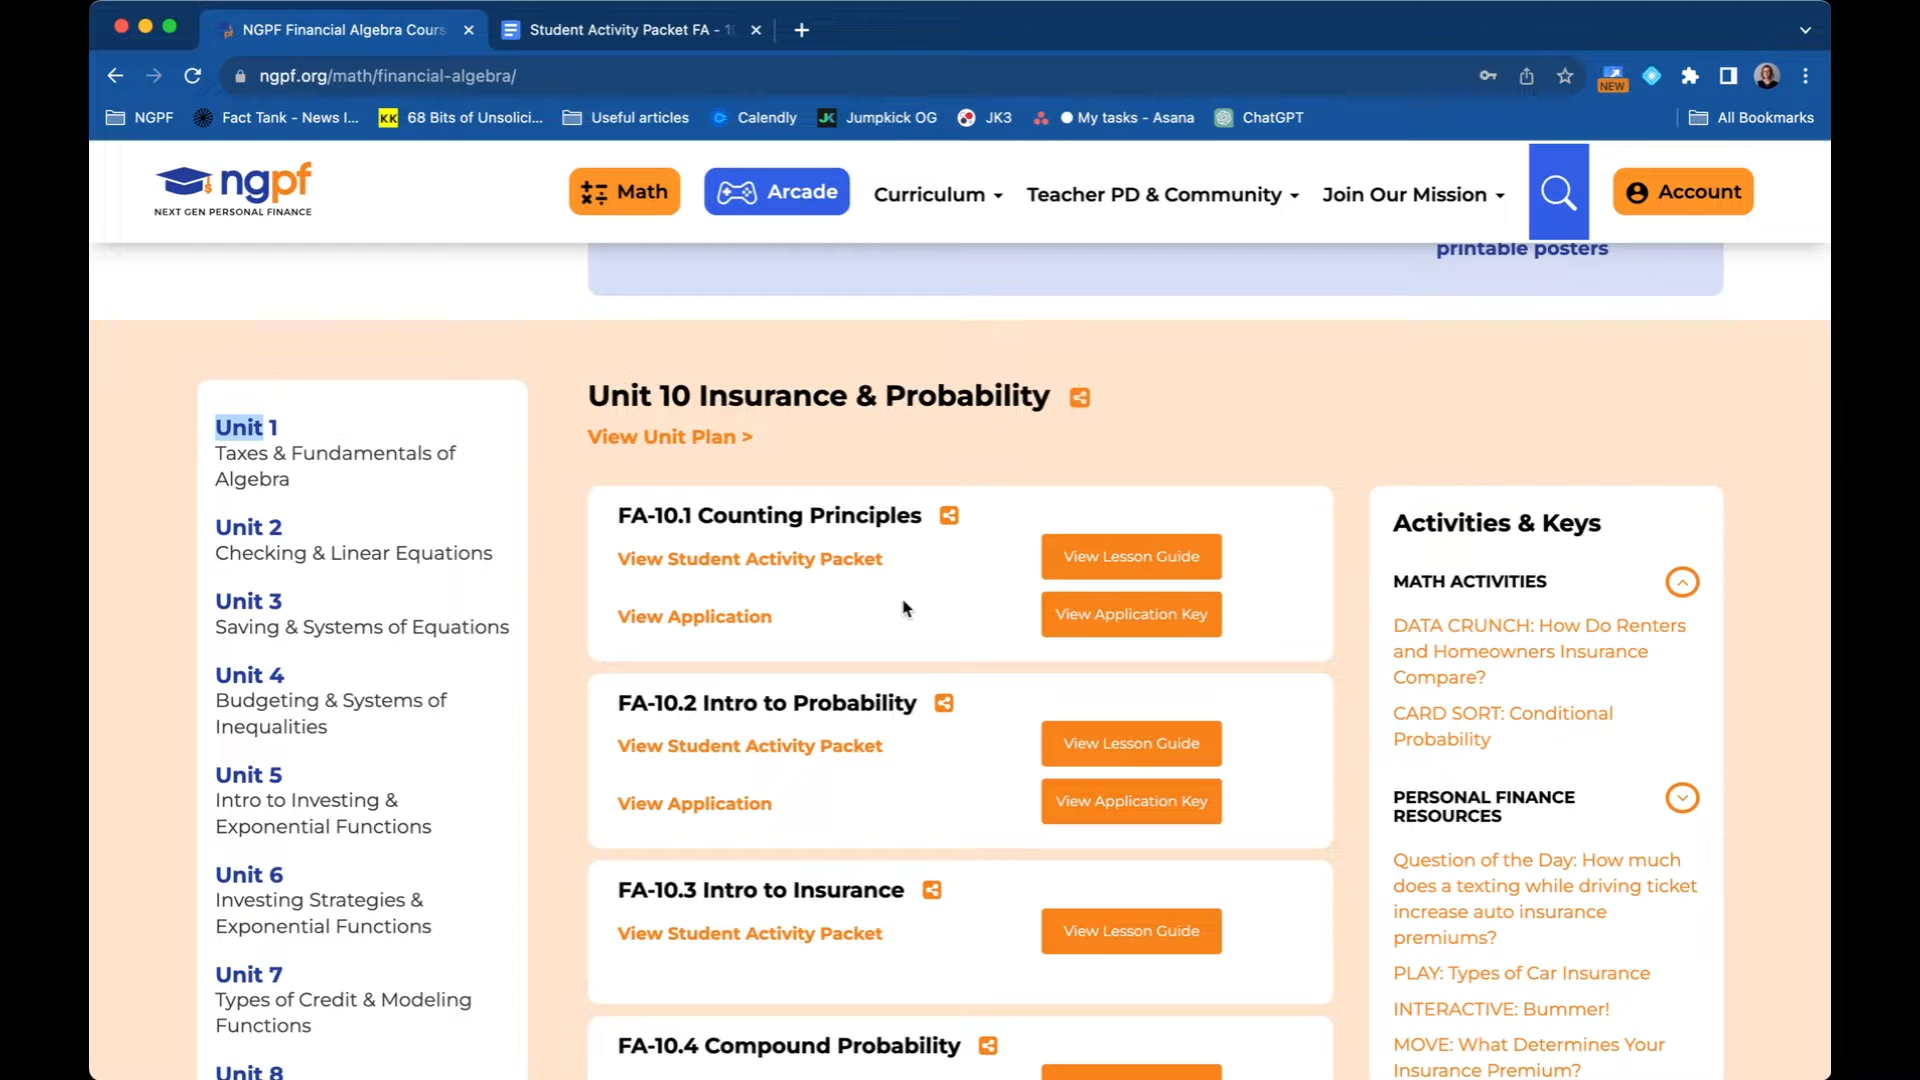 NGPF Financial Algebra Cours
Student Activity Packet FA - 10
ngpf.org/math/financial-algebra/
NEW
NGPF
Fact Tank - News I...
KK
68 Bits of Unsolici...
Useful articles
Calendly
JK
Jumpkick OG
JK3
My tasks - Asana
ChatGPT
All Bookmarks
ngpf
NEXT GEN PERSONAL FINANCE
Math
Arcade
Curriculum
Teacher PD & Community
Join Our Mission
Account
printable posters
Unit 1
Taxes & Fundamentals of
Algebra
Unit 2
Checking & Linear Equations
Unit 3
Saving & Systems of Equations
Unit 4
Budgeting & Systems of
Inequalities
Unit 5
Intro to Investing &
Exponential Functions
Unit 6
Investing Strategies &
Exponential Functions
Unit 7
Types of Credit & Modeling
Functions
Unit 8
Unit 10 Insurance & Probability
View Unit Plan >
FA-10.1 Counting Principles
View Student Activity Packet
View Lesson Guide
View Application
View Application Key
FA-10.2 Intro to Probability
View Student Activity Packet
View Lesson Guide
View Application
View Application Key
FA-10.3 Intro to Insurance
View Student Activity Packet
View Lesson Guide
FA-10.4 Compound Probability
Activities & Keys
MATH ACTIVITIES
DATA CRUNCH: How Do Renters
and Homeowners Insurance
Compare?
CARD SORT: Conditional
Probability
PERSONAL FINANCE
RESOURCES
Question of the Day: How much
does a texting while driving ticket
increase auto insurance
premiums?
PLAY: Types of Car Insurance
INTERACTIVE: Bummer!
MOVE: What Determines Your
Insurance Premium?